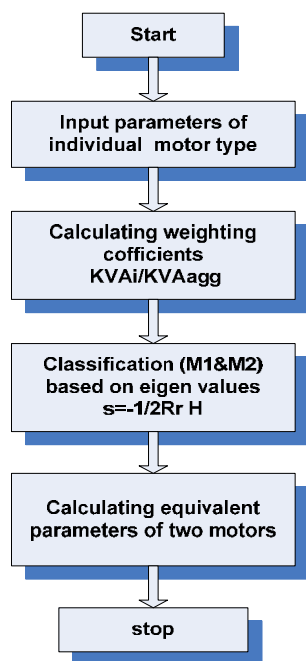 Start
Input parameters of
individual motor type
Calculating weighting
cofficients
KVAi/KVAagg
Classification (M1&M2)
based on eigen values
s=-1/2Rr H
Calculating equivalent
parameters of two motors
stop